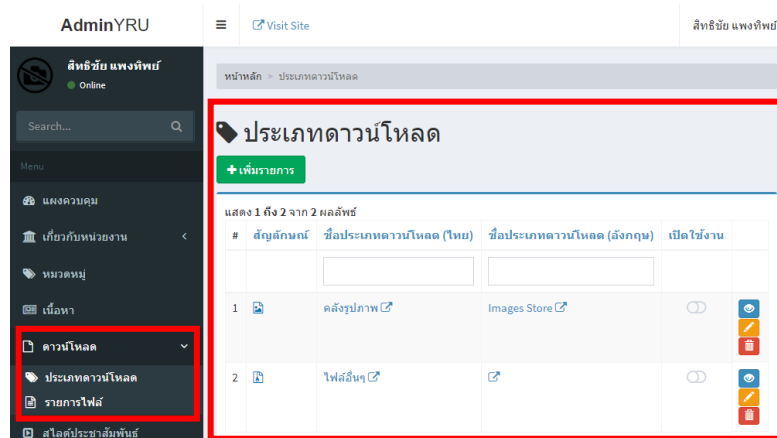 AdminYRU
Visit Site
สิทธิชัย แพงทิพย์
สิทธิชัย แพงทิพย์
Online
หน้าหลัก > ประเภทดาวน์โหลด
Search...
Menu
แผงควบคุม
เกี่ยวกับหน่วยงาน
หมวดหมู่
เนื้อหา
ดาวน์โหลด
ประเภทดาวน์โหลด
รายการไฟล์
สไลด์ประชาสัมพันธ์
ประเภทดาวน์โหลด
เพิ่มรายการ
แสดง 1 ถึง 2 จาก 2 ผลลัพธ์
# สัญลักษณ์ ชื่อประเภทดาวน์โหลด (ไทย) ชื่อประเภทดาวน์โหลด (อังกฤษ) เปิดใช้งาน
1 คลังรูปภาพ Images Store
2 ไฟล์อื่นๆ